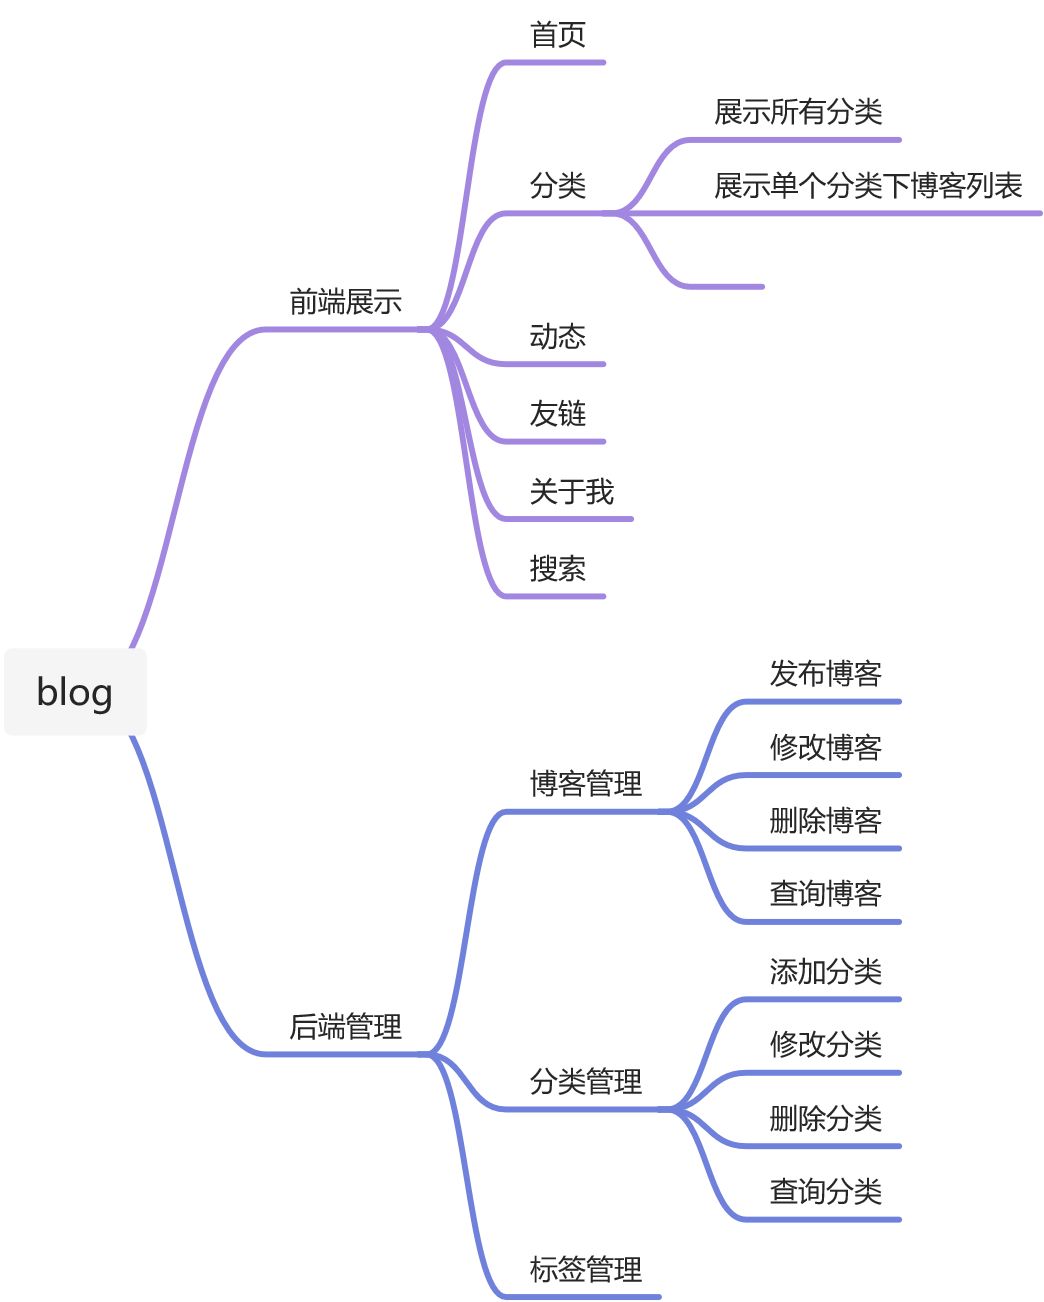 首页
展示所有分类
分类
展示单个分类下博客列表
前端展示
动态
友链
关于我
搜索
blog
发布博客
修改博客
博客管理
删除博客
查询博客
添加分类
后端管理
修改分类
分类管理
删除分类
查询分类
标签管理